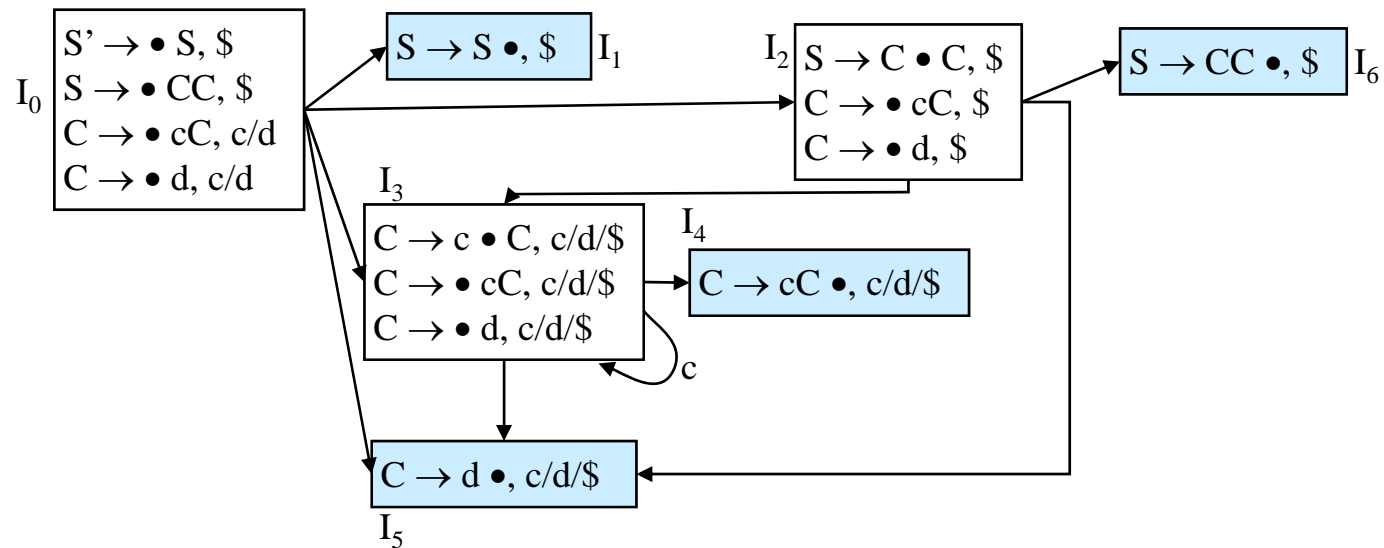 I₀
S’ → • S, $
S → • CC, $
C → • cC, c/d
C → • d, c/d
S → S •, $
I₁
I₂
S → C • C, $
C → • cC, $
C → • d, $
S → CC •, $
I₆
I₃
C → c • C, c/d/$
C → • cC, c/d/$
C → • d, c/d/$
I₄
C → cC •, c/d/$
c
C → d •, c/d/$
I₅